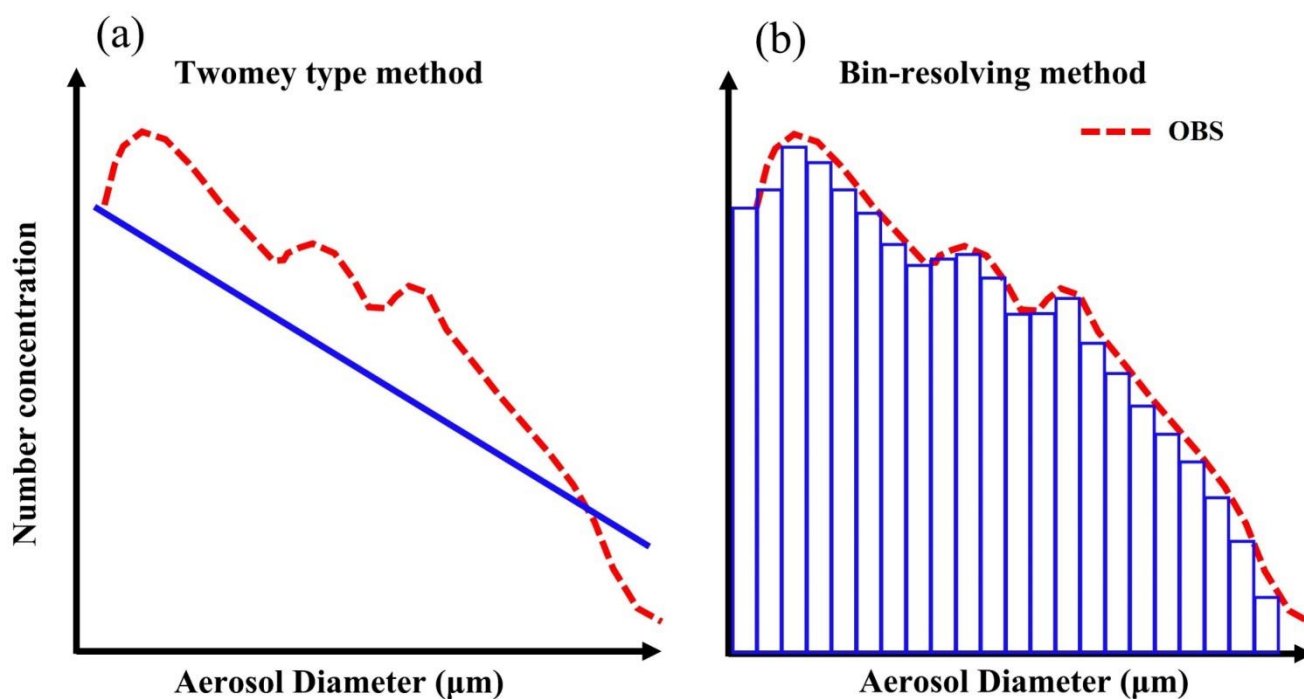 (a)
Twomey type method
Number concentration
Aerosol Diameter (μm)
(b)
Bin-resolving method
OBS
Aerosol Diameter (μm)